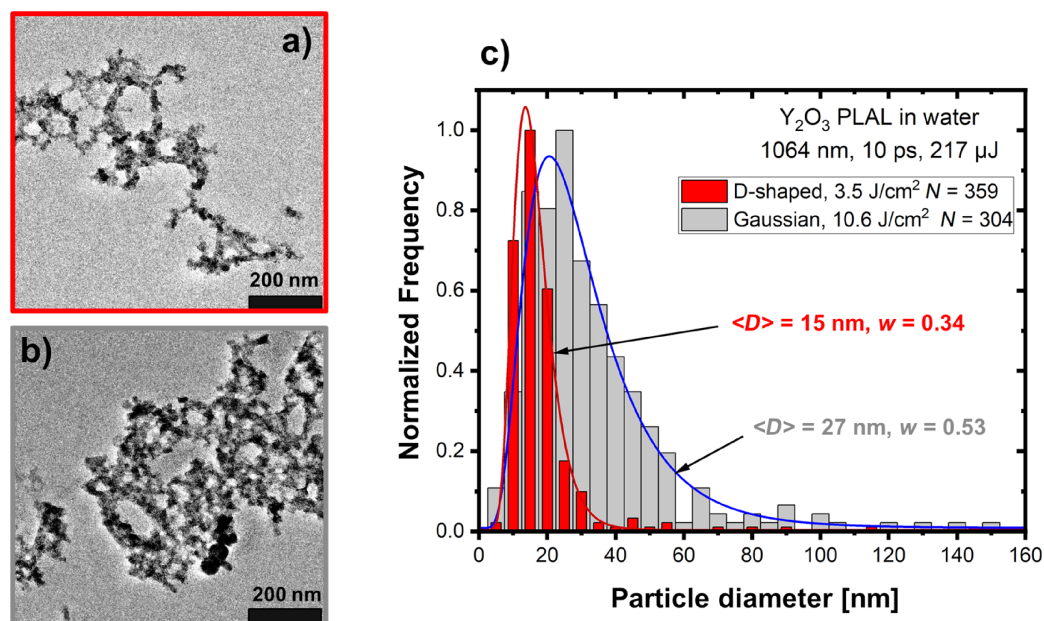 a)
200 nm
b)
200 nm
c)
Normalized Frequency
1.0
0.8
0.6
0.4
0.2
0.0
Y₂O₃ PLAL in water
1064 nm, 10 ps, 217 µJ
D-shaped, 3.5 J/cm² N = 359
Gaussian, 10.6 J/cm² N = 304
<D> = 15 nm, w = 0.34
<D> = 27 nm, w = 0.53
0 20 40 60 80 100 120 140 160
Particle diameter [nm]